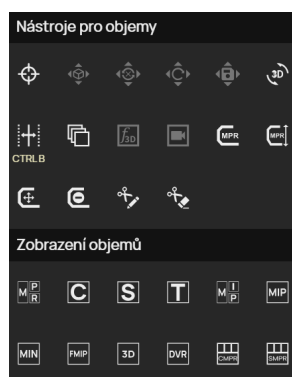 Nástroje pro objemy
3D
CTRL B
f3D
MPR
MPR
Zobrazení objemů
M P R
C
S
T
M I P
MIP
MIN
FMIP
3D
DVR
CMPR
SMPR